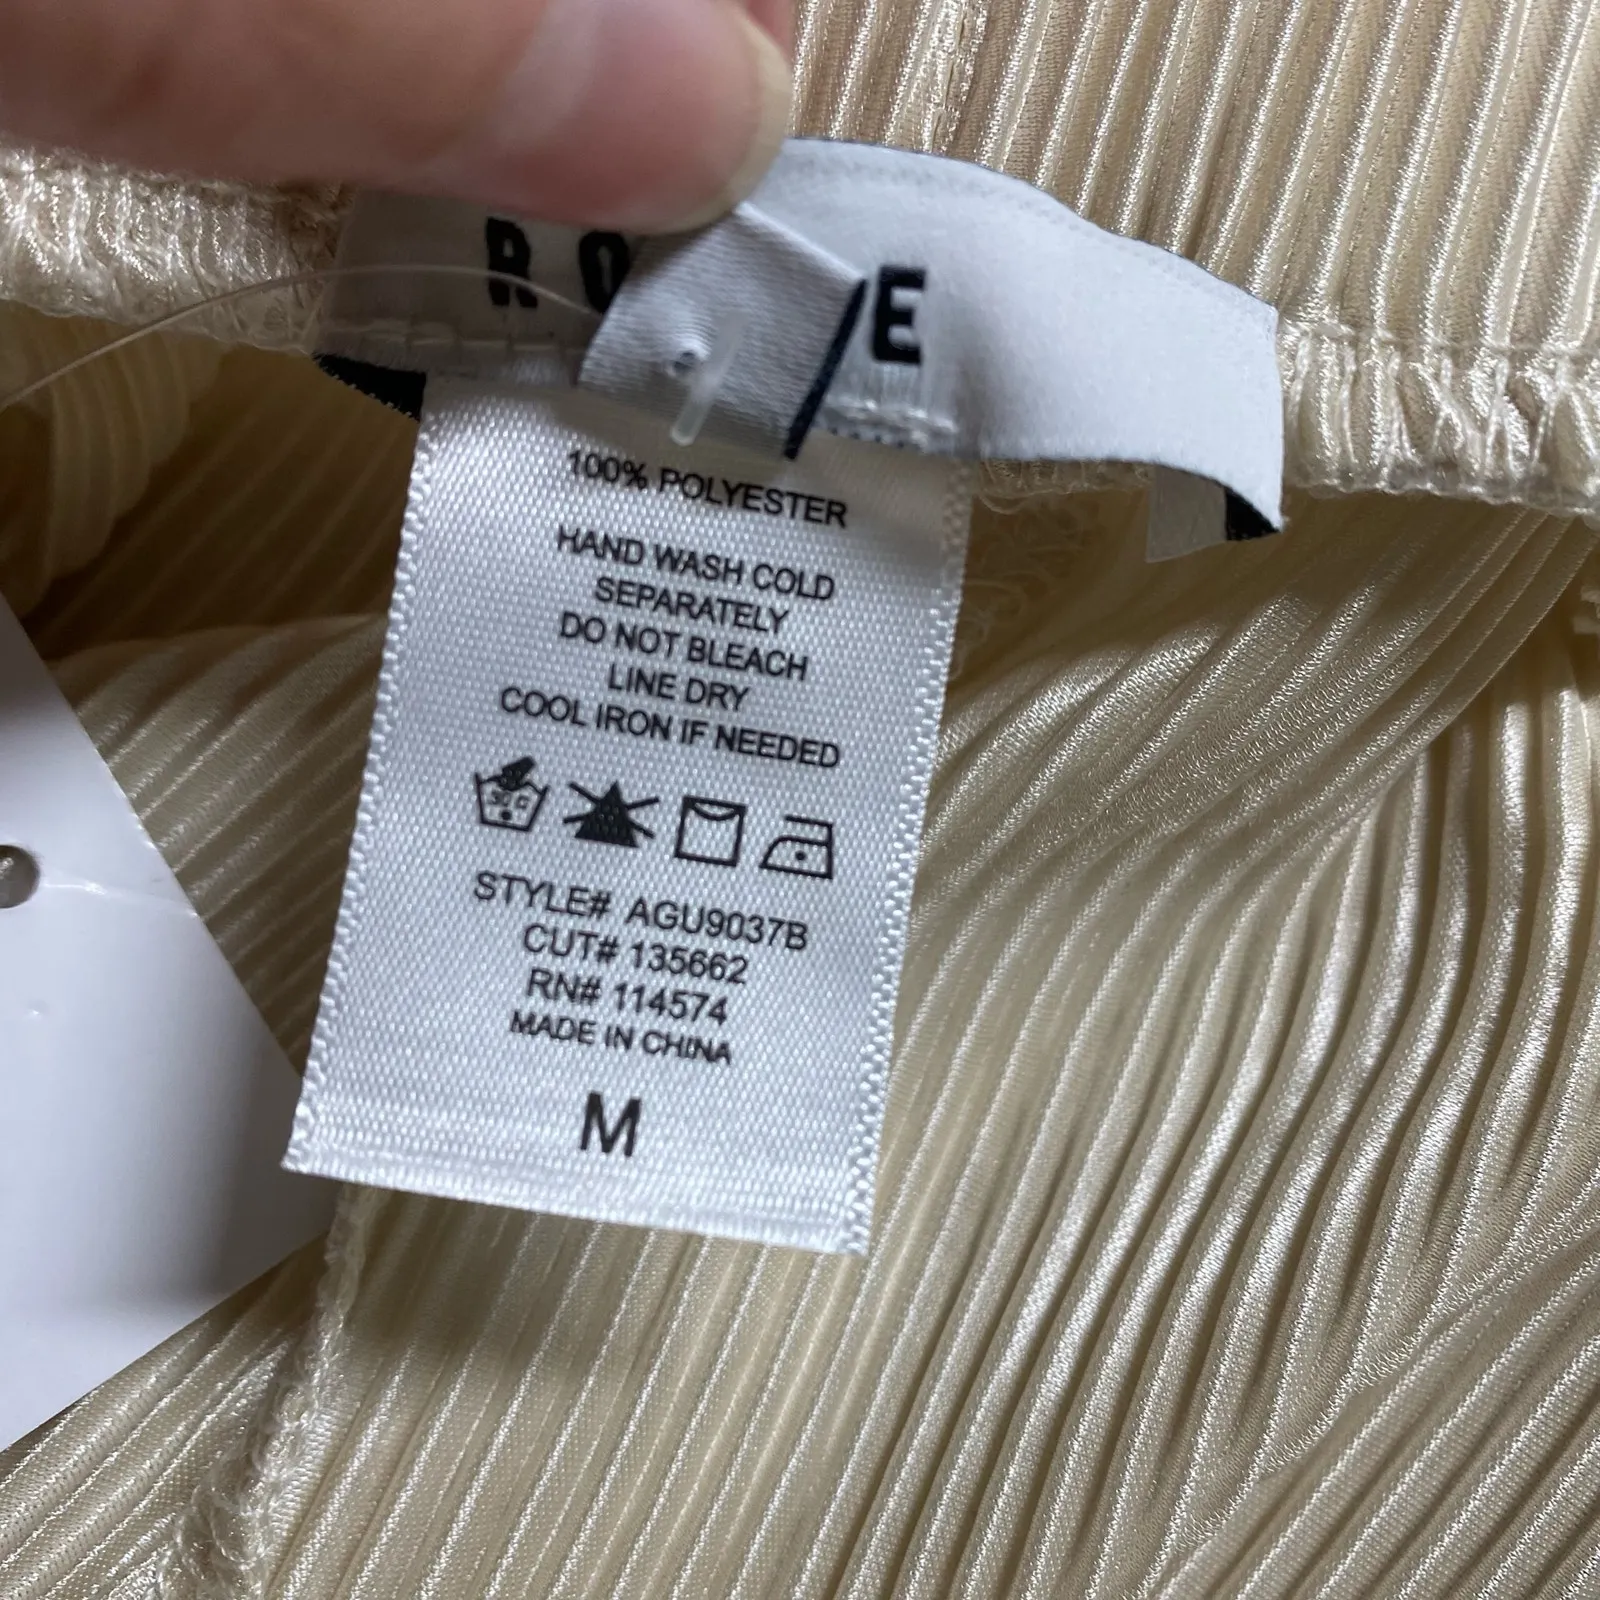 100% POLYESTER
HAND WASH COLD
SEPARATELY
DO NOT BLEACH
LINE DRY
COOL IRON IF NEEDED
30 C
STYLE# AGU9037B
CUT# 135662
RN# 114574
MADE IN CHINA
M